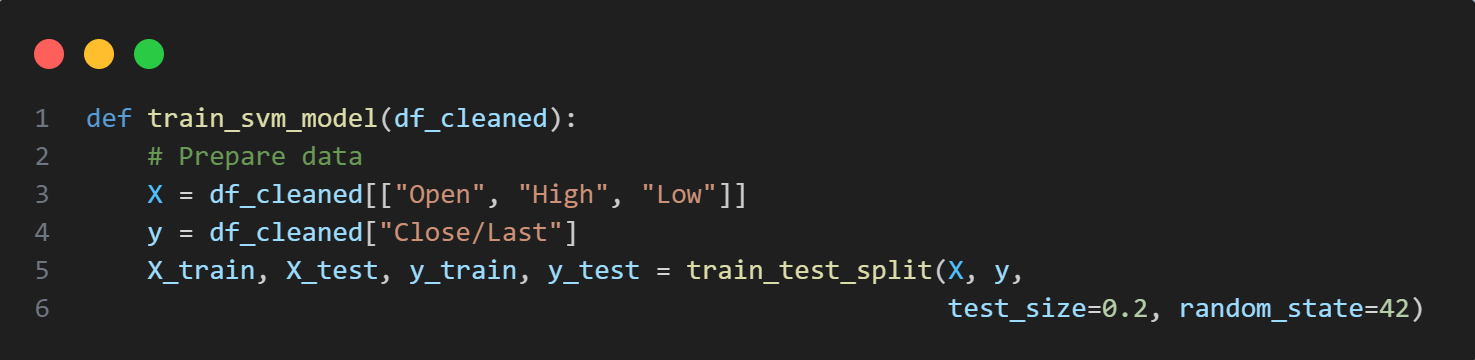 1 def train_svm_model(df_cleaned):
2     # Prepare data
3     X = df_cleaned[["Open", "High", "Low"]]
4     y = df_cleaned["Close/Last"]
5     X_train, X_test, y_train, y_test = train_test_split(X, y,
6                                                         test_size=0.2, random_state=42)